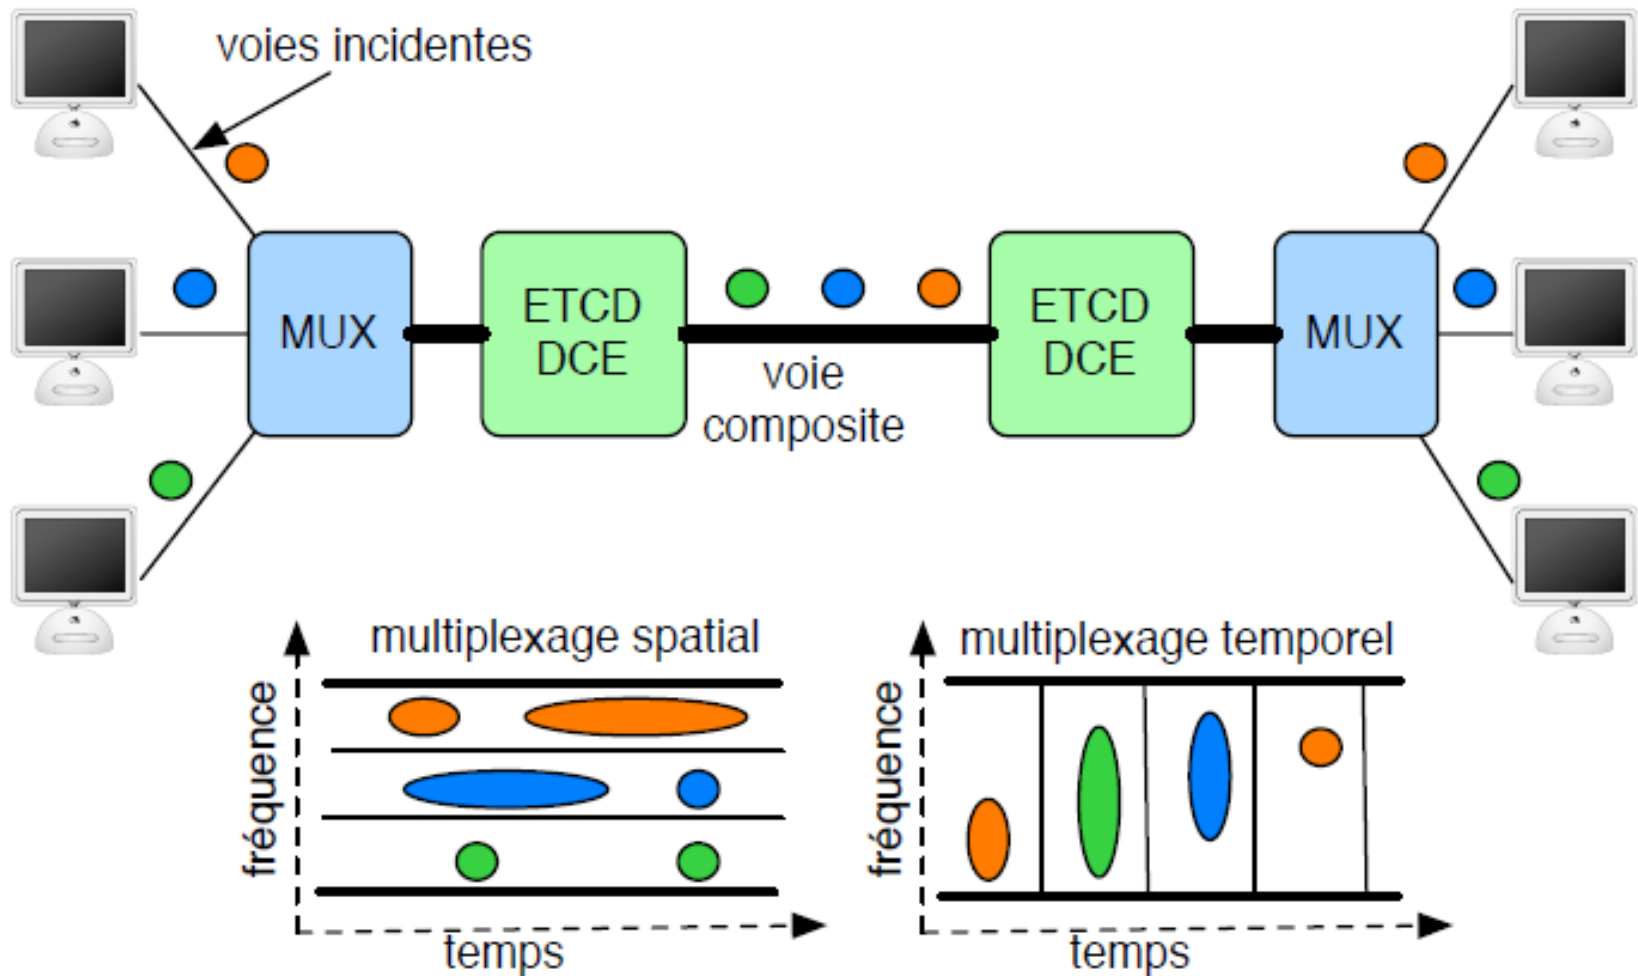 voies incidentes
MUX
ETCD
DCE
voie
composite
ETCD
DCE
MUX
multiplexage spatial
fréquence
temps
multiplexage temporel
fréquence
temps